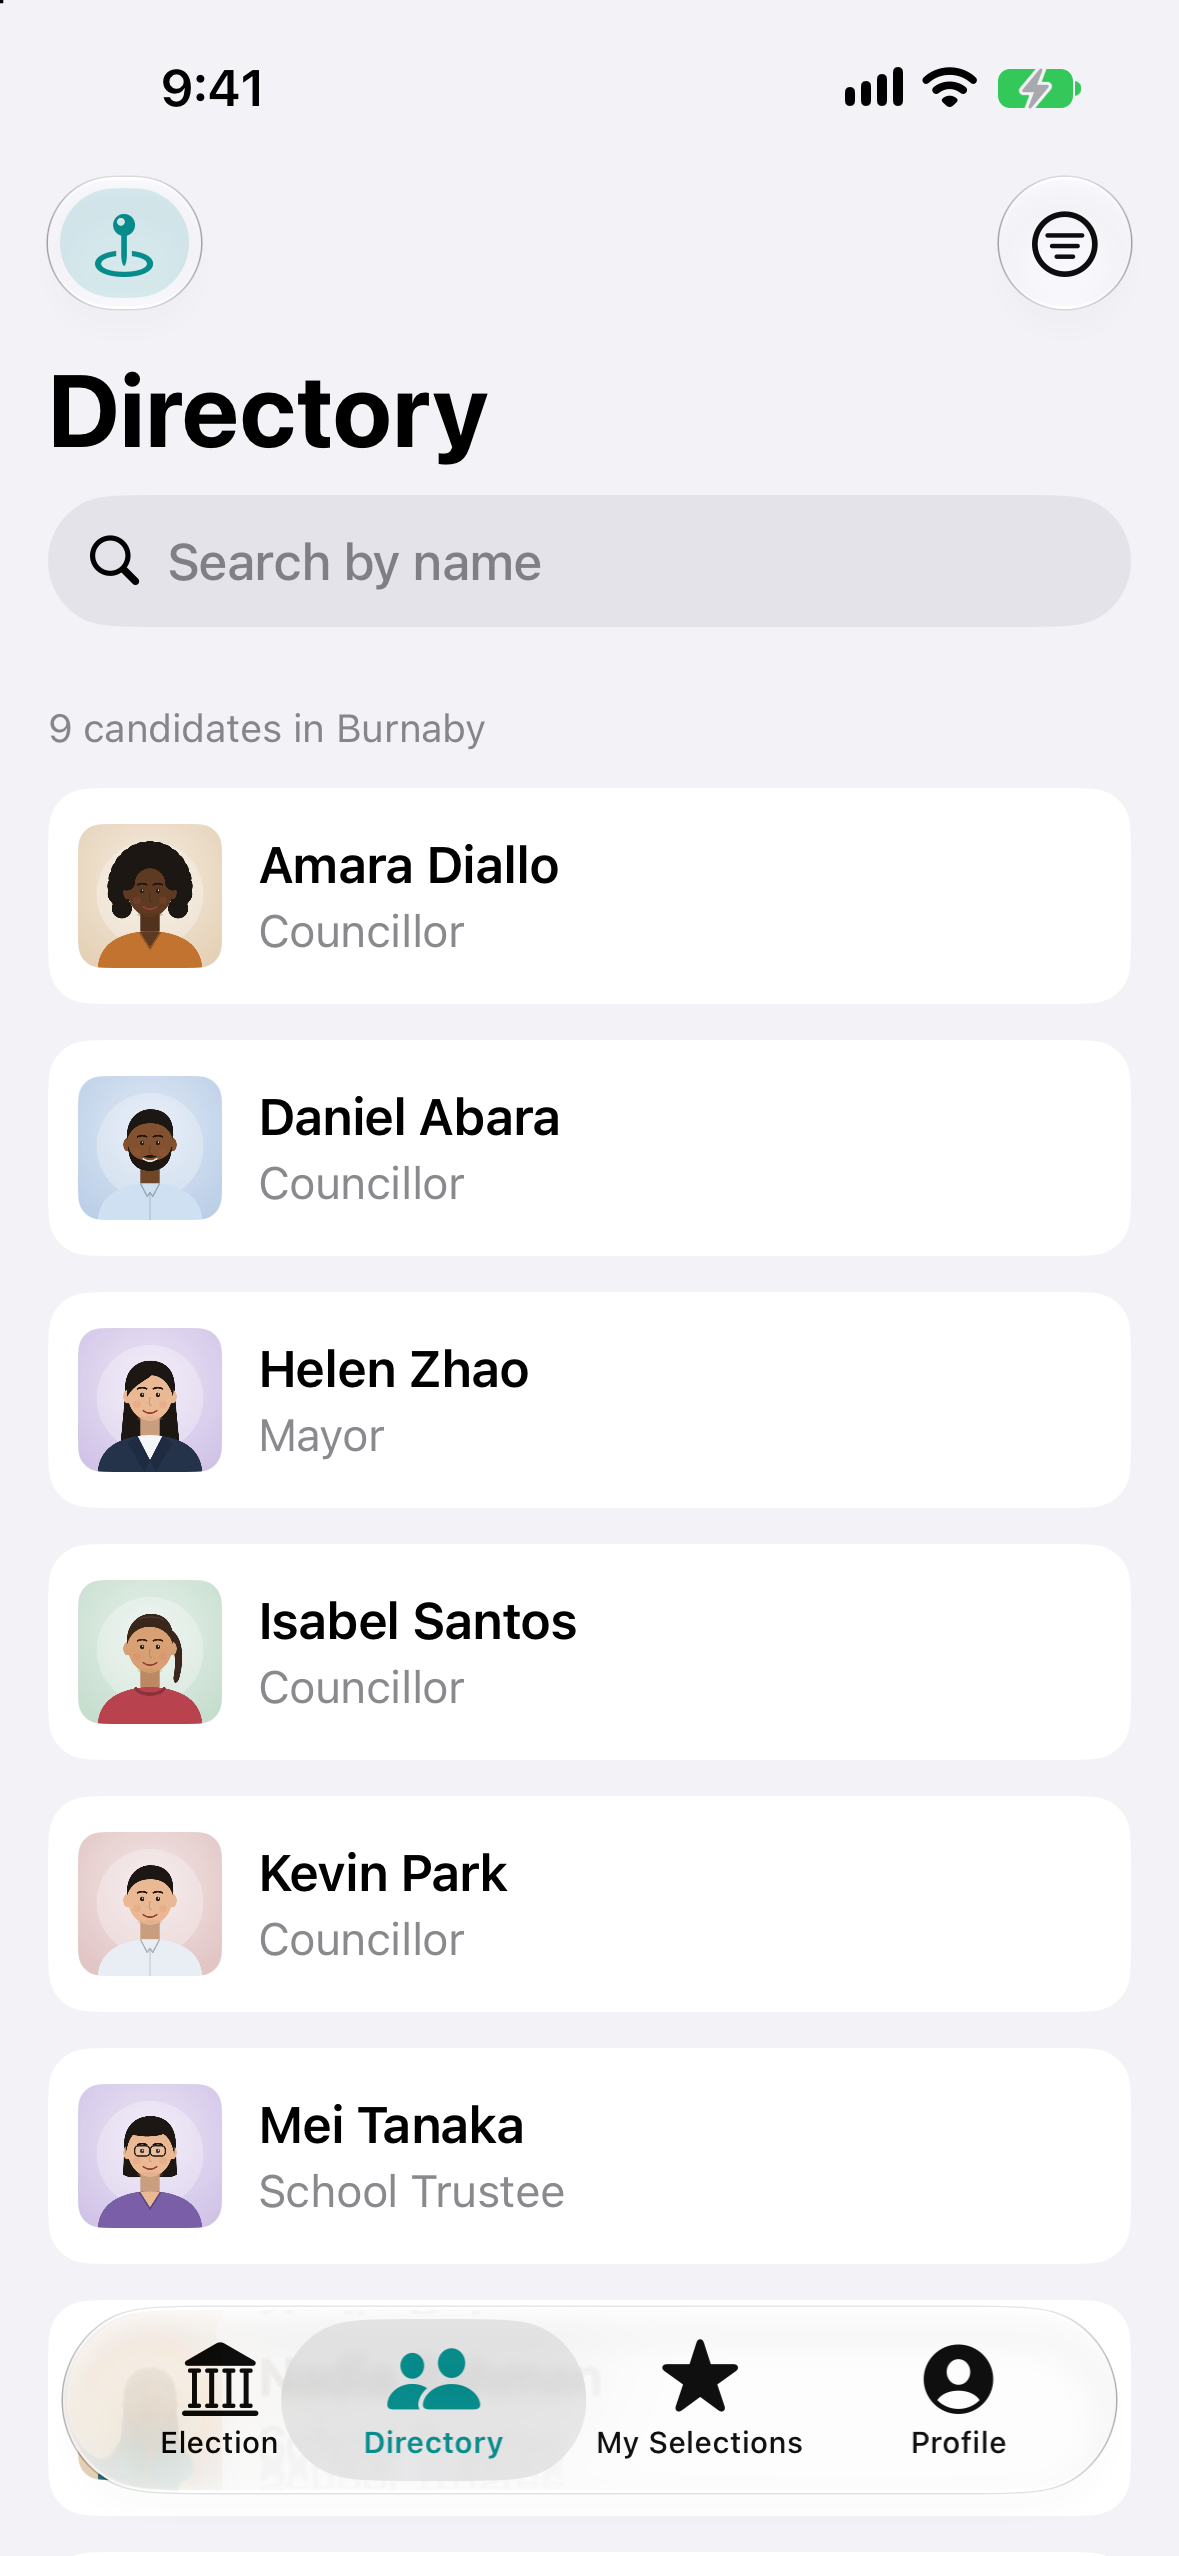 9:41
Directory
Search by name
9 candidates in Burnaby
Amara Diallo
Councillor
Daniel Abara
Councillor
Helen Zhao
Mayor
Isabel Santos
Councillor
Kevin Park
Councillor
Mei Tanaka
School Trustee
Election
Directory
My Selections
Profile